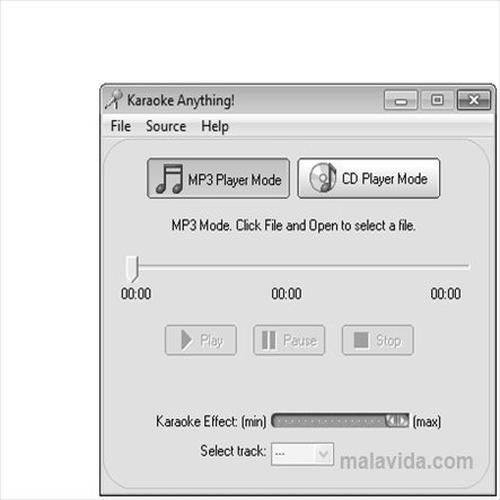 Karaoke Anything!
File Source Help
MP3 Player Mode CD Player Mode
MP3 Mode. Click File and Open to select a file.
00:00 00:00 00:00
Play Pause Stop
Karaoke Effect: (min) (max)
Select track: ---
malavida.com